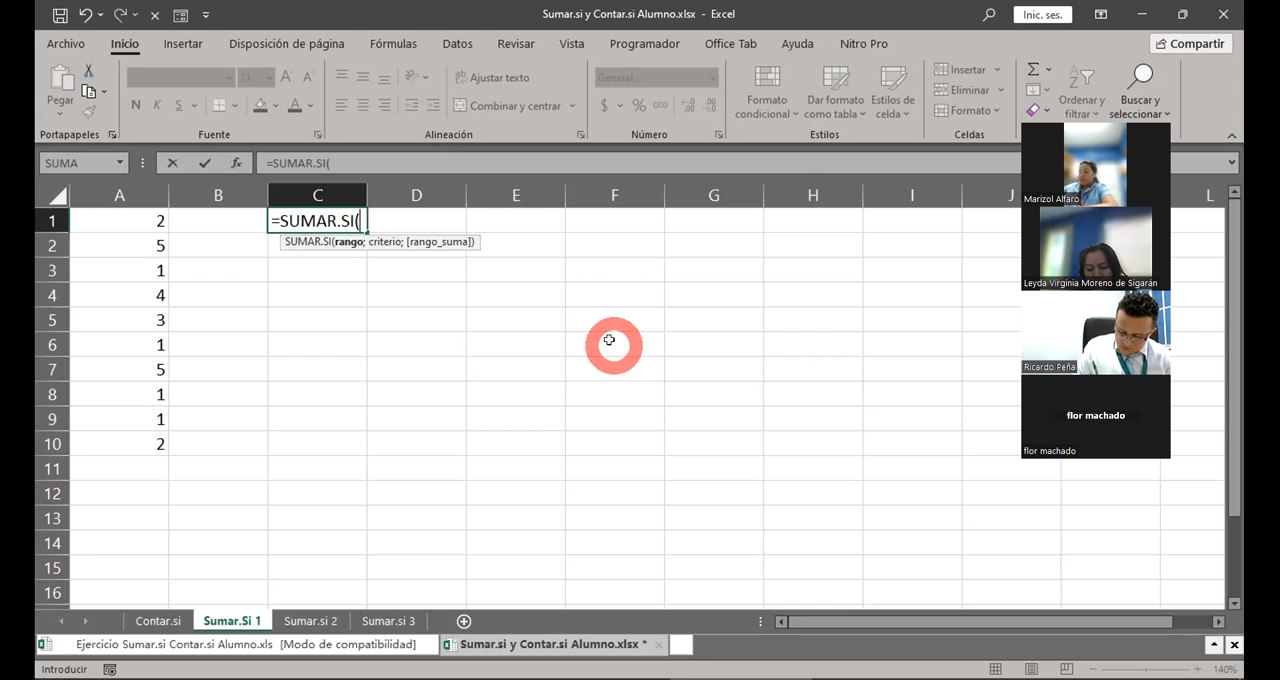 Sumar.si y Contar.si Alumno.xlsx - Excel
Inic. ses.
Archivo Inicio Insertar Disposición de página Fórmulas Datos Revisar Vista Programador Office Tab Ayuda Nitro Pro Compartir
Pegar
N K S
Ajustar texto
Combinar y centrar
General
$ % 000
Formato condicional
Dar formato como tabla
Estilos de celda
Insertar
Eliminar
Formato
Ordenar y filtrar
Buscar y seleccionar
Portapapeles Fuente Alineación Número Estilos Celdas
SUMA =SUMAR.SI(
A B C D E F G H I J L
1 2 =SUMAR.SI(
SUMAR.SI(rango; criterio; [rango_suma])
2 5
3 1
4 4
5 3
6 1
7 5
8 1
9 1
10 2
11
12
13
14
15
16
Marizol Alfaro
Leyda Virginia Moreno de Sigarán
Ricardo Peña
flor machado
flor machado
Contar.si Sumar.Si 1 Sumar.si 2 Sumar.si 3
Ejercicio Sumar.si Contar.si Alumno.xls [Modo de compatibilidad] Sumar.si y Contar.si Alumno.xlsx *
Introducir 140%